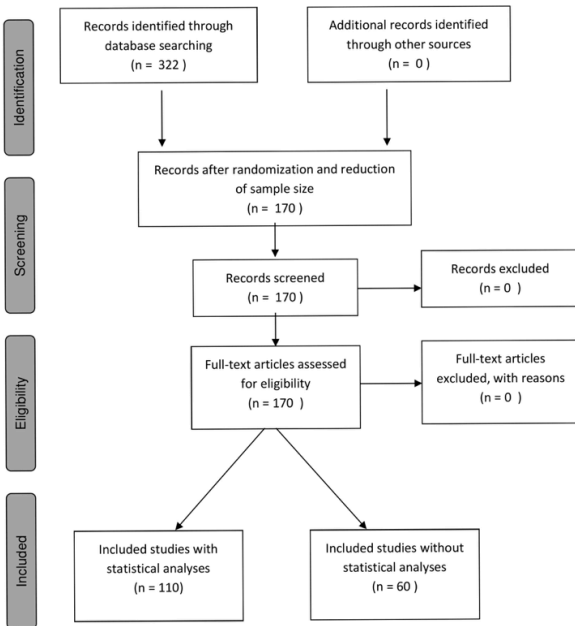 Identification
Records identified through
database searching
(n = 322 )
Additional records identified
through other sources
(n = 0 )
Records after randomization and reduction
of sample size
(n = 170 )
Screening
Records screened
(n = 170 )
Records excluded
(n = 0 )
Eligibility
Full-text articles assessed
for eligibility
(n = 170 )
Full-text articles
excluded, with reasons
(n = 0 )
Included
Included studies with
statistical analyses
(n = 110)
Included studies without
statistical analyses
(n = 60 )